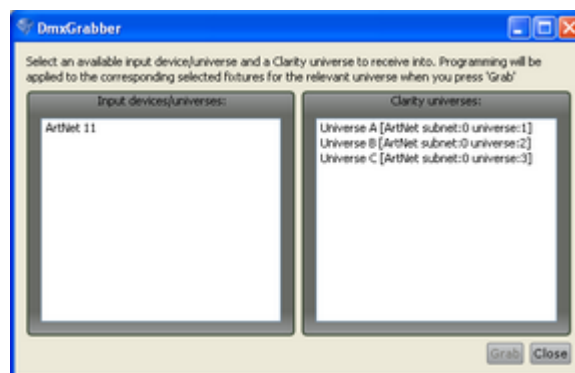 DmxGrabber
Select an available input device/universe and a Clarity universe to receive into. Programming will be
applied to the corresponding selected fixtures for the relevant universe when you press 'Grab'
Input devices/universes:
Clarity universes:
ArtNet 11
Universe A [ArtNet subnet:0 universe:1]
Universe B [ArtNet subnet:0 universe:2]
Universe C [ArtNet subnet:0 universe:3]
Grab
Close